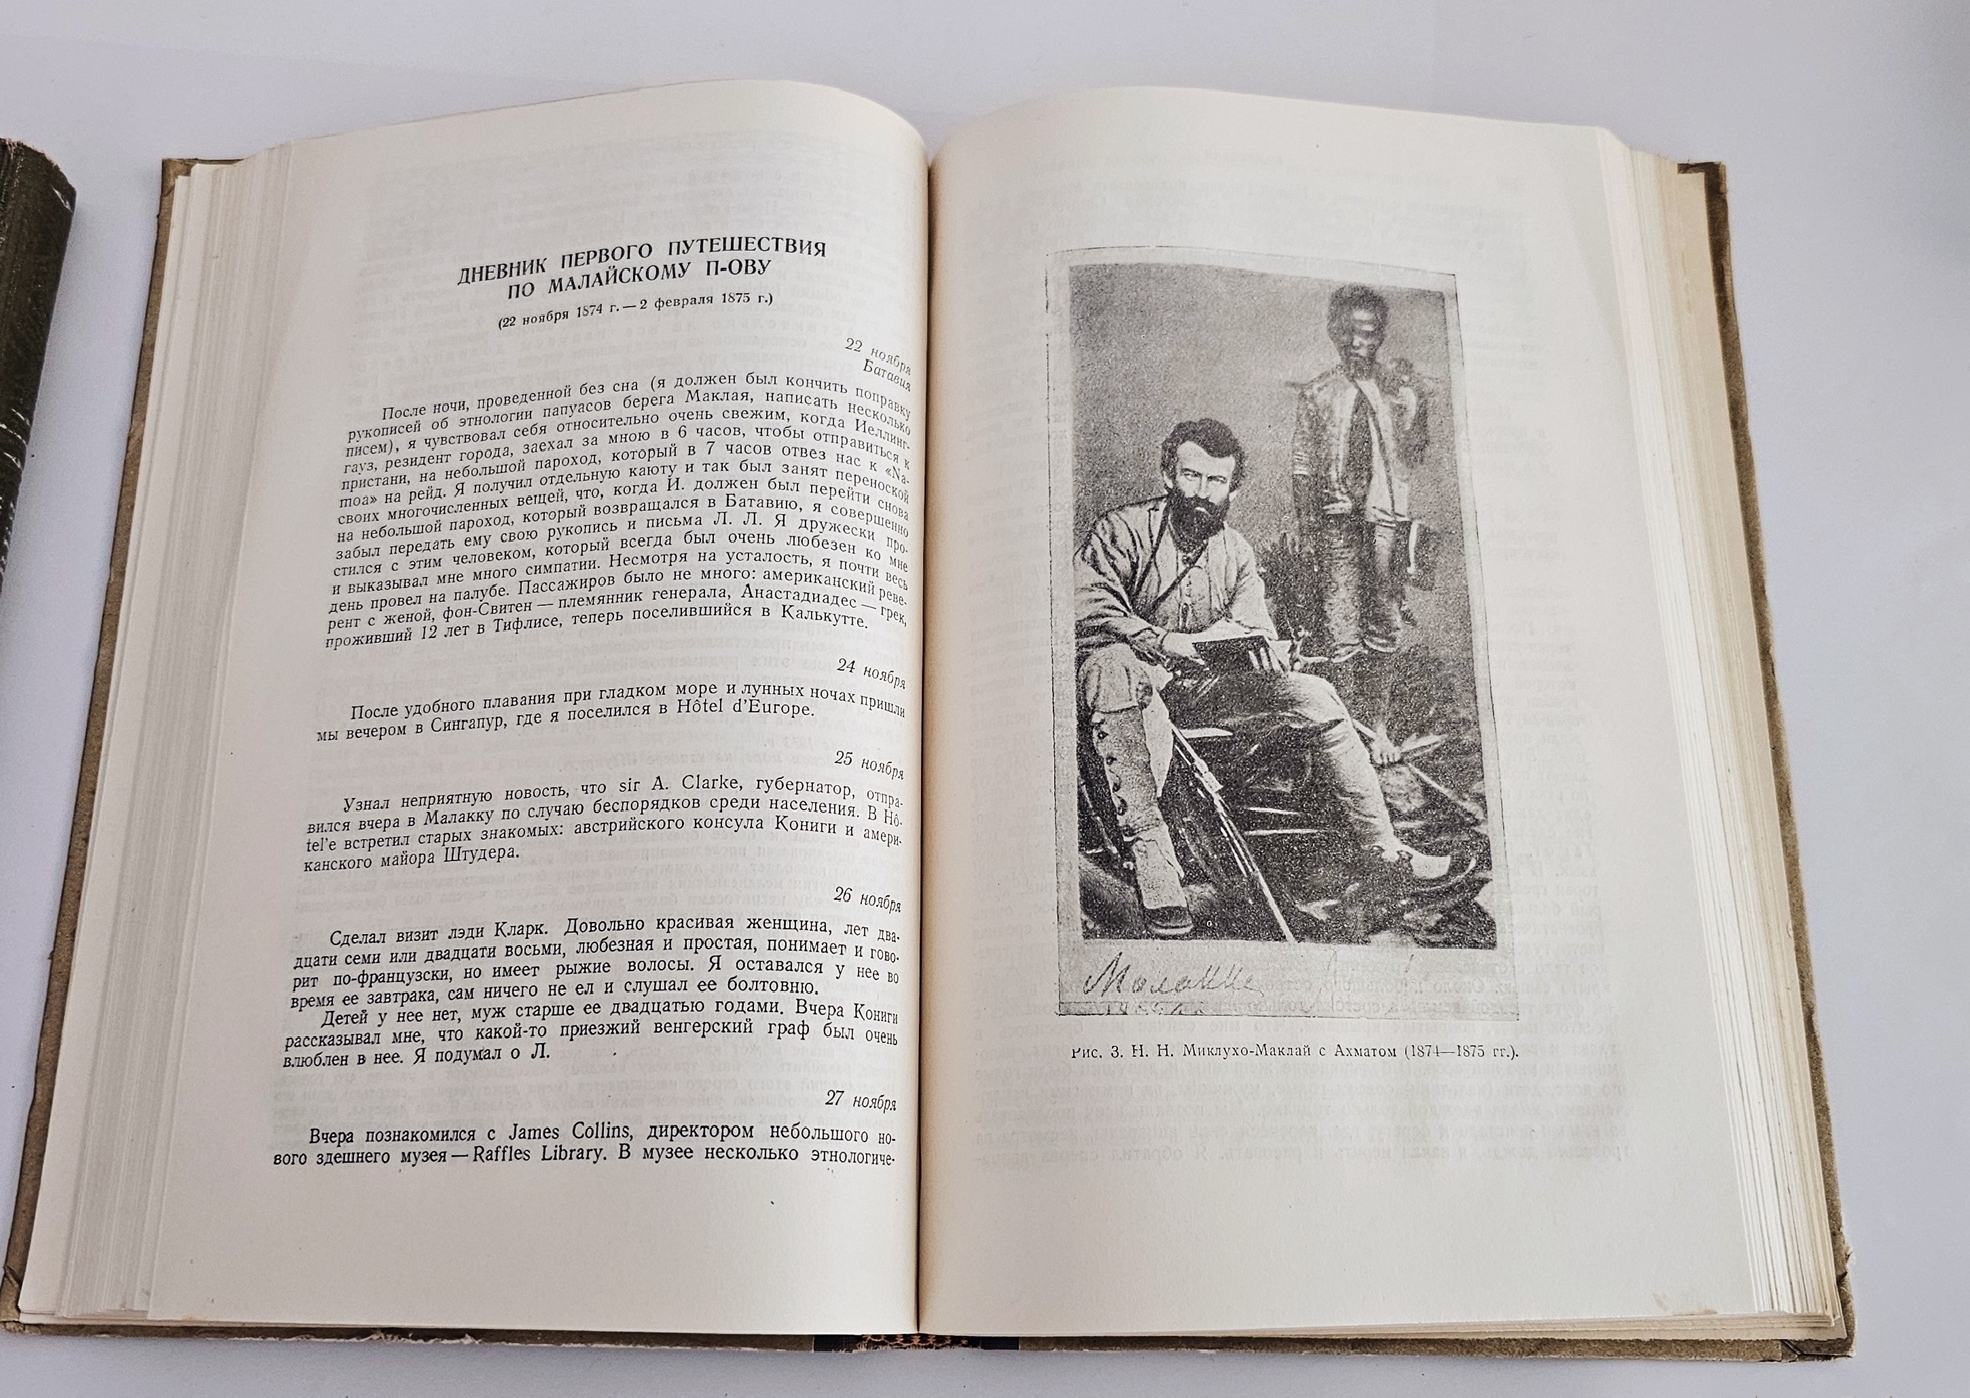 ДНЕВНИК ПЕРВОГО ПУТЕШЕСТВИЯ
ПО МАЛАЙСКОМУ П-ОВУ
(22 ноября 1874 г. — 2 февраля 1875 г.)
22 ноября
Батавия
После ночи, проведенной без сна (я должен был кончить поправку
рукописей об этнологии папуасов берега Маклая, написать несколько
писем), я чувствовал себя относительно очень свежим, когда Иеллинг-
гауз, резидент города, заехал за мною в 6 часов, чтобы отправиться к
пристани, на небольшой пароход, который в 7 часов отвез нас к «Na-
moa» на рейд. Я получил отдельную каюту и так был занят переноской
своих многочисленных вещей, что, когда И. должен был перейти снова
на небольшой пароход, который возвращался в Батавию, я совершенно
забыл передать ему свою рукопись и письма Л. Л. Я дружески про-
стился с этим человеком, который всегда был очень любезен ко мне
и выказывал мне много симпатии. Несмотря на усталость, я почти весь
день провел на палубе. Пассажиров было не много: американский реве-
рент с женой, фон-Свитен — племянник генерала, Анастадиадес — грек,
проживший 12 лет в Тифлисе, теперь поселившийся в Калькутте.
24 ноября
После удобного плавания при гладком море и лунных ночах пришли
мы вечером в Сингапур, где я поселился в Hôtel d'Europe.
25 ноября
Узнал неприятную новость, что sir A. Clarke, губернатор, отпра-
вился вчера в Малакку по случаю беспорядков среди населения. В Hô-
tel'е встретил старых знакомых: австрийского консула Кониги и амери-
канского майора Штудера.
26 ноября
Сделал визит лэди Кларк. Довольно красивая женщина, лет два-
дцати семи или двадцати восьми, любезная и простая, понимает и гово-
рит по-французски, но имеет рыжие волосы. Я оставался у нее во
время ее завтрака, сам ничего не ел и слушал ее болтовню.
Детей у нее нет, муж старше ее двадцатью годами. Вчера Кониги
рассказывал мне, что какой-то приезжий венгерский граф был очень
влюблен в нее. Я подумал о Л.
27 ноября
Вчера познакомился с James Collins, директором небольшого но-
вого здешнего музея — Raffles Library. В музее несколько этнологиче-
Рис. 3. Н. Н. Миклухо-Маклай с Ахматом (1874—1875 гг.).